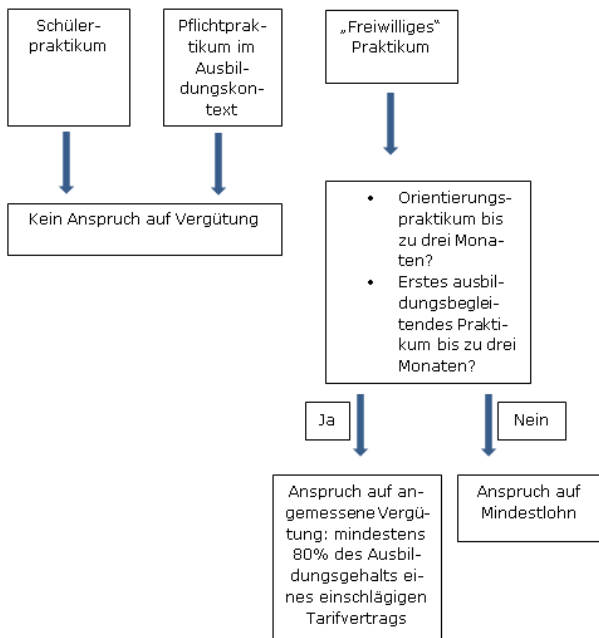 Schüler-
praktikum
Pflichtprak-
tikum im
Ausbil-
dungskon-
text
„Freiwilliges"
Praktikum
Kein Anspruch auf Vergütung
• Orientierungs-
praktikum bis
zu drei Mona-
ten?
• Erstes ausbil-
dungsbeglei-
tendes Prakti-
kum bis zu drei
Monaten?
Ja
Nein
Anspruch auf an-
gemessene Vergü-
tung: mindestens
80% des Ausbil-
dungsgehalts ei-
nes einschlägigen
Tarifvertrags
Anspruch auf
Mindestlohn